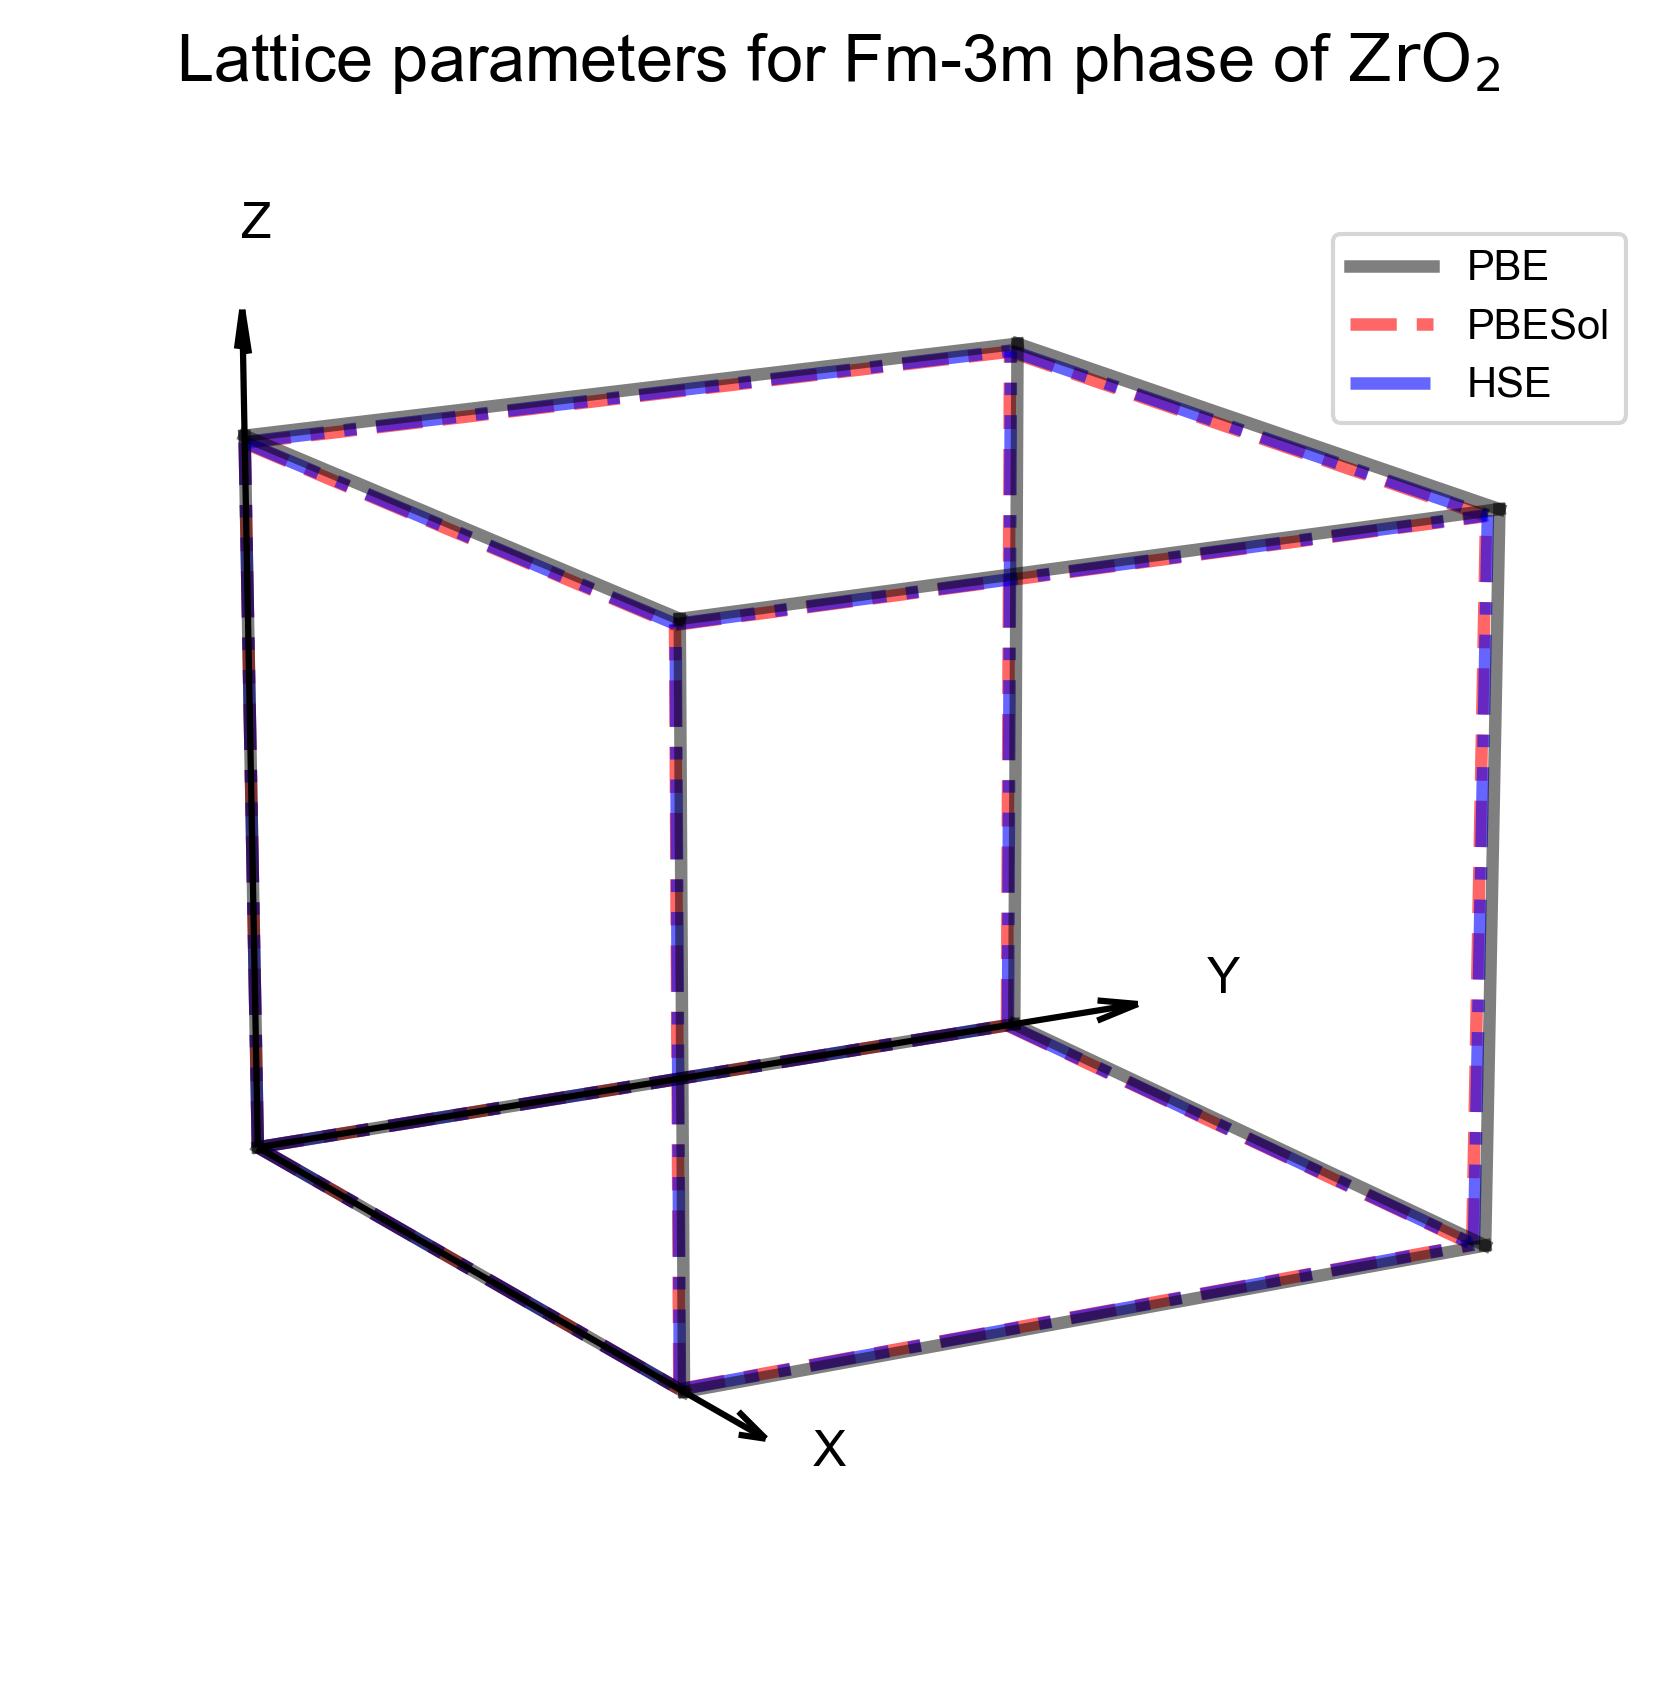 Lattice parameters for Fm-3m phase of ZrO₂
Z
PBE
PBESol
HSE
Y
X